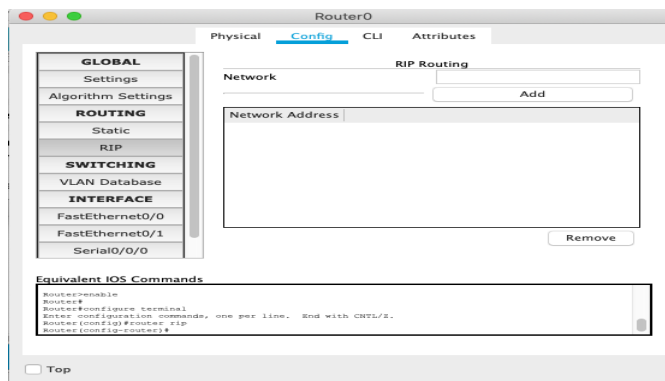 Router0
Physical Config CLI Attributes
GLOBAL
Settings
Algorithm Settings
ROUTING
Static
RIP
SWITCHING
VLAN Database
INTERFACE
FastEthernet0/0
FastEthernet0/1
Serial0/0/0
RIP Routing
Network
Add
Network Address
Remove
Equivalent IOS Commands
Router>enable
Router#
Router#configure terminal
Enter configuration commands, one per line. End with CNTL/Z.
Router(config)#router rip
Router(config-router)#
Top